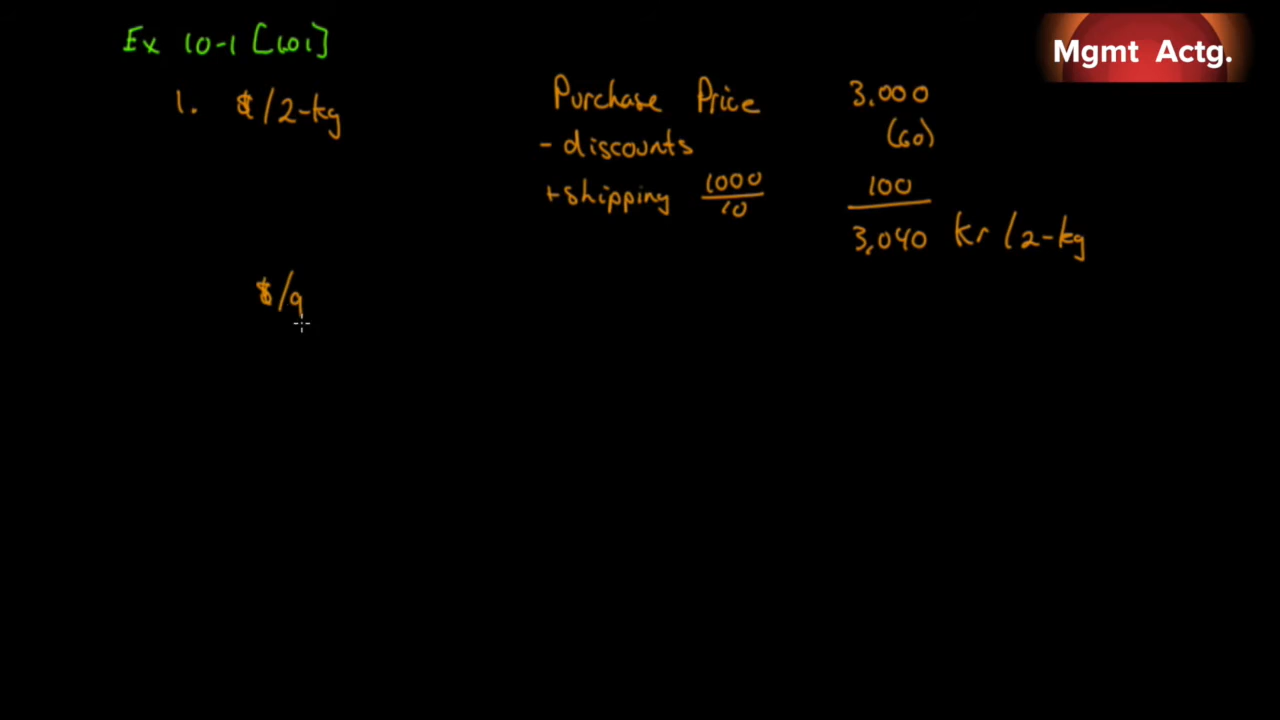 Ex 10-1 [601]
Mgmt Actg.
1. $/2-kg
Purchase Price 3,000
- discounts (60)
+ shipping 1000/10 100
3,040 kr/2-kg
$/g